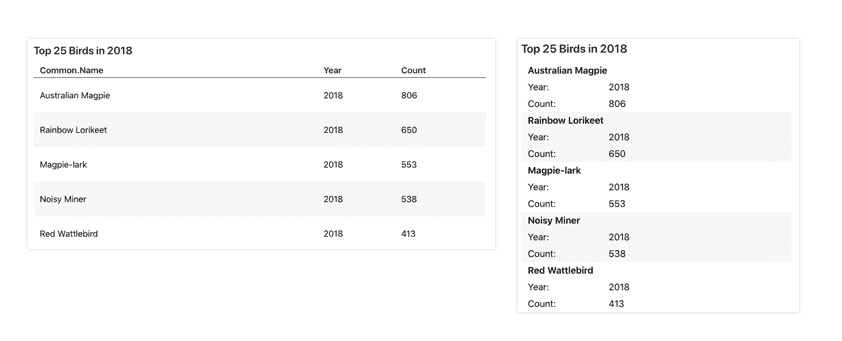 Top 25 Birds in 2018
Common.Name Year Count
Australian Magpie 2018 806
Rainbow Lorikeet 2018 650
Magpie-lark 2018 553
Noisy Miner 2018 538
Red Wattlebird 2018 413
Top 25 Birds in 2018
Australian Magpie
Year: 2018
Count: 806
Rainbow Lorikeet
Year: 2018
Count: 650
Magpie-lark
Year: 2018
Count: 553
Noisy Miner
Year: 2018
Count: 538
Red Wattlebird
Year: 2018
Count: 413